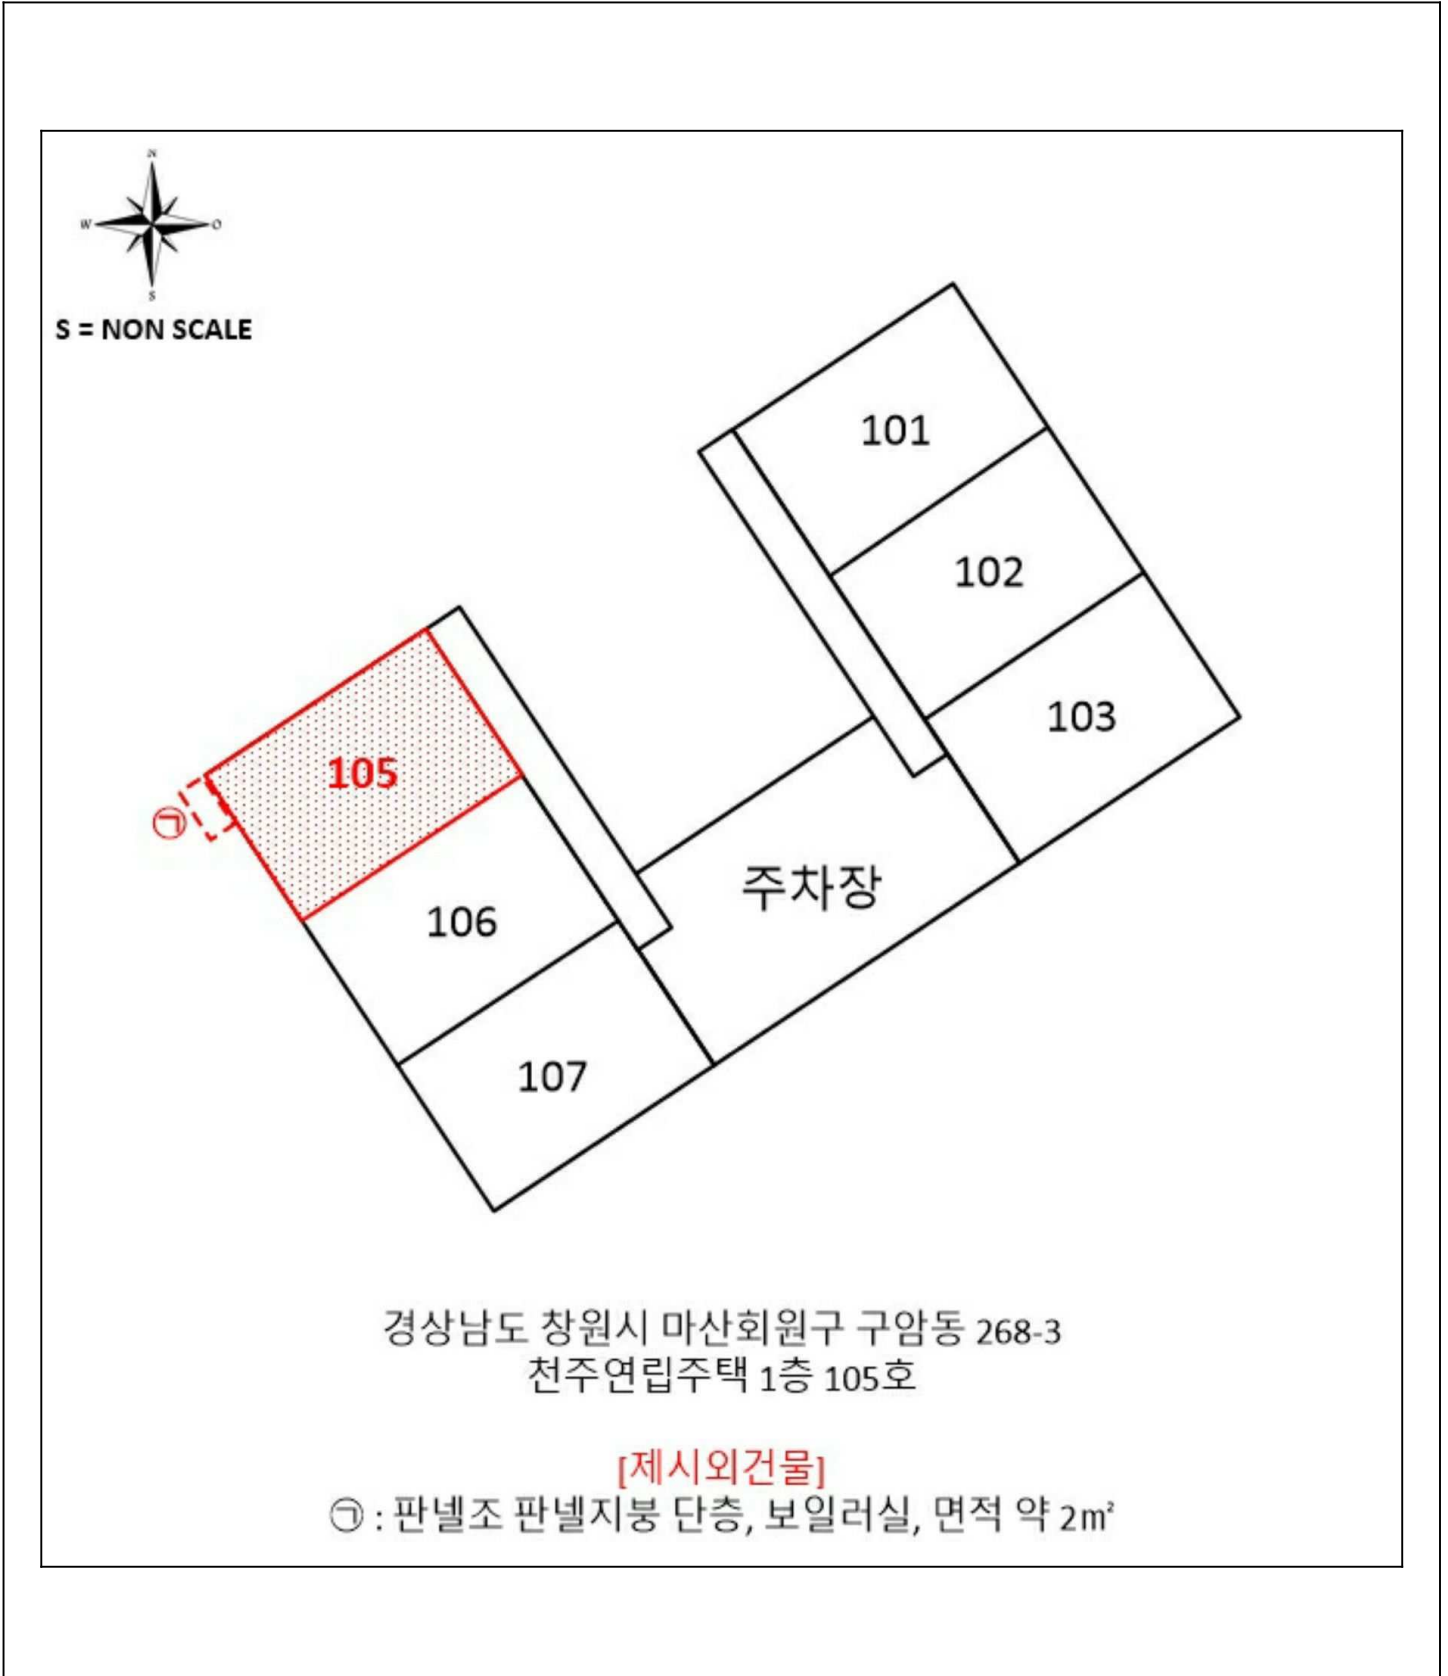 N
W
O
S
S = NON SCALE
101
102
103
105
㉠
106
주차장
107
경상남도 창원시 마산회원구 구암동 268-3
천주연립주택 1층 105호
[제시외건물]
㉠ : 판넬조 판넬지붕 단층, 보일러실, 면적 약 2㎡